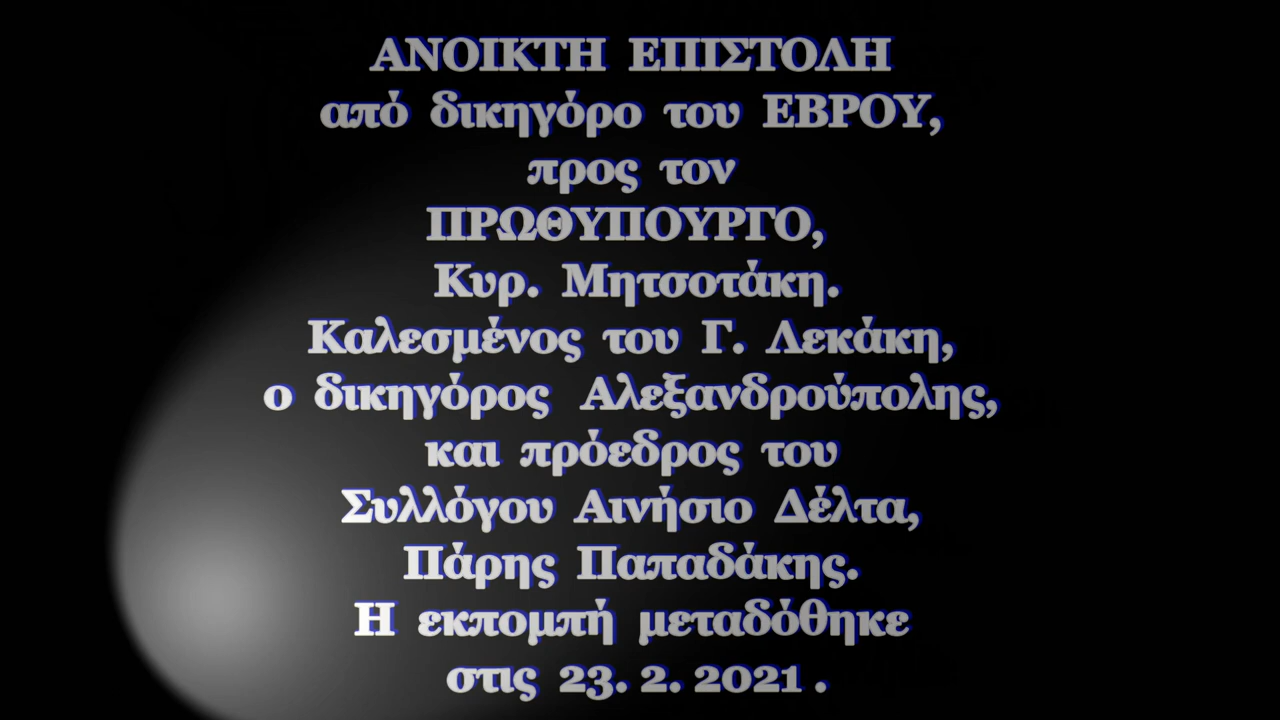 ΑΝΟΙΚΤΗ ΕΠΙΣΤΟΛΗ
από δικηγόρο του ΕΒΡΟΥ,
προς τον
ΠΡΩΘΥΠΟΥΡΓΟ,
Κυρ. Μητσοτάκη.
Καλεσμένος του Γ. Λεκάκη,
ο δικηγόρος Αλεξανδρούπολης,
και πρόεδρος του
Συλλόγου Αινήσιο Δέλτα,
Πάρης Παπαδάκης.
Η εκπομπή μεταδόθηκε
στις 23. 2. 2021 .